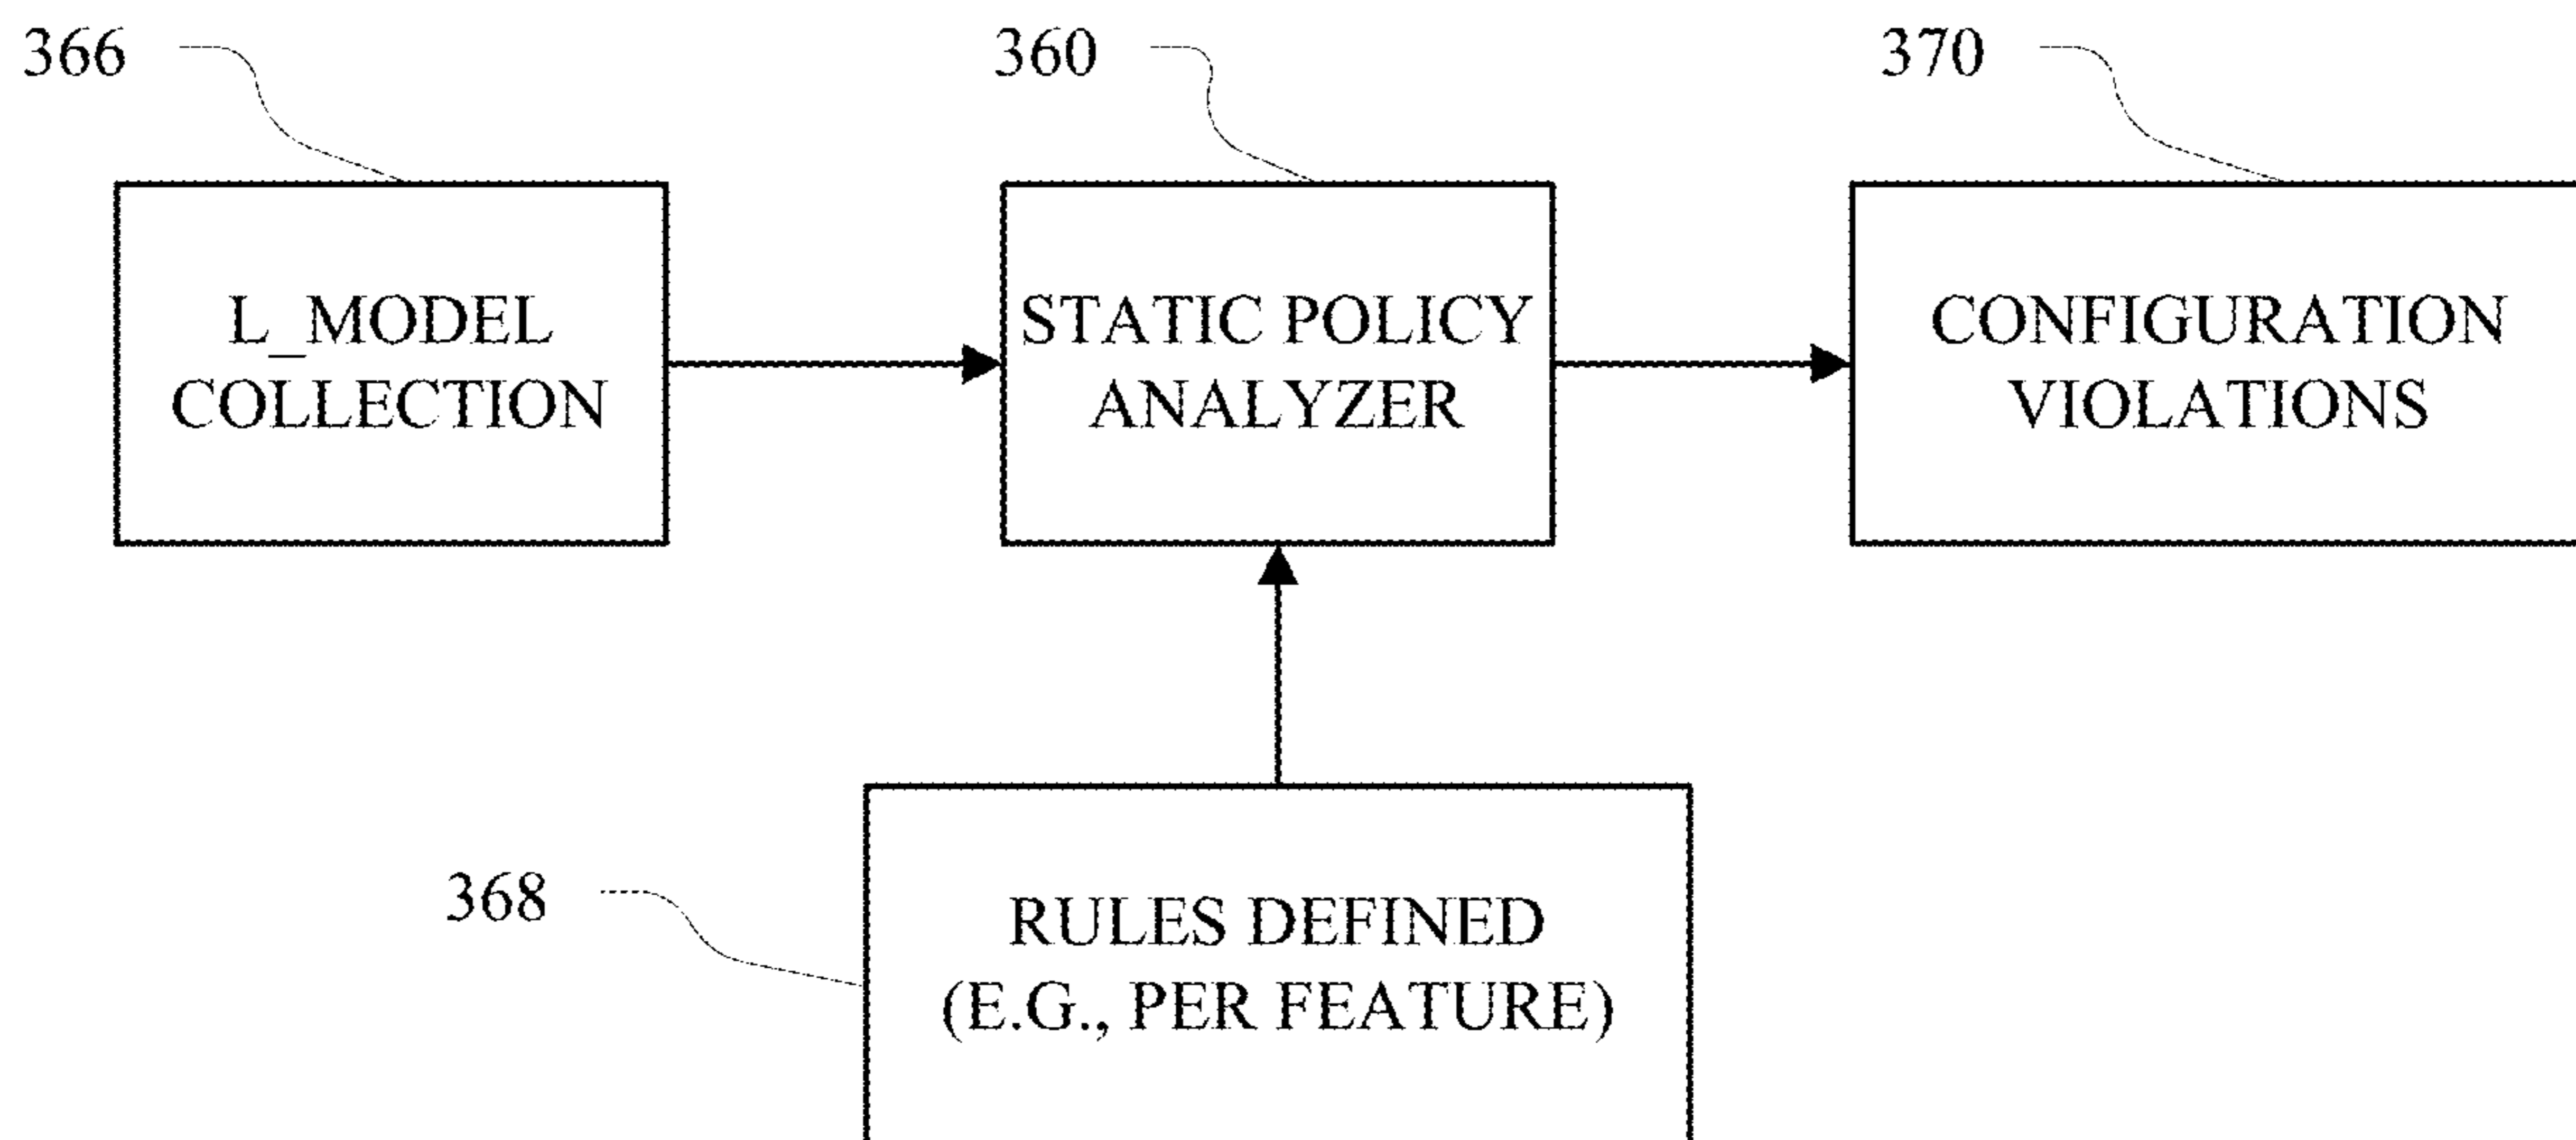 366
360
370
L_MODEL
COLLECTION
STATIC POLICY
ANALYZER
CONFIGURATION
VIOLATIONS
368
RULES DEFINED
(E.G., PER FEATURE)